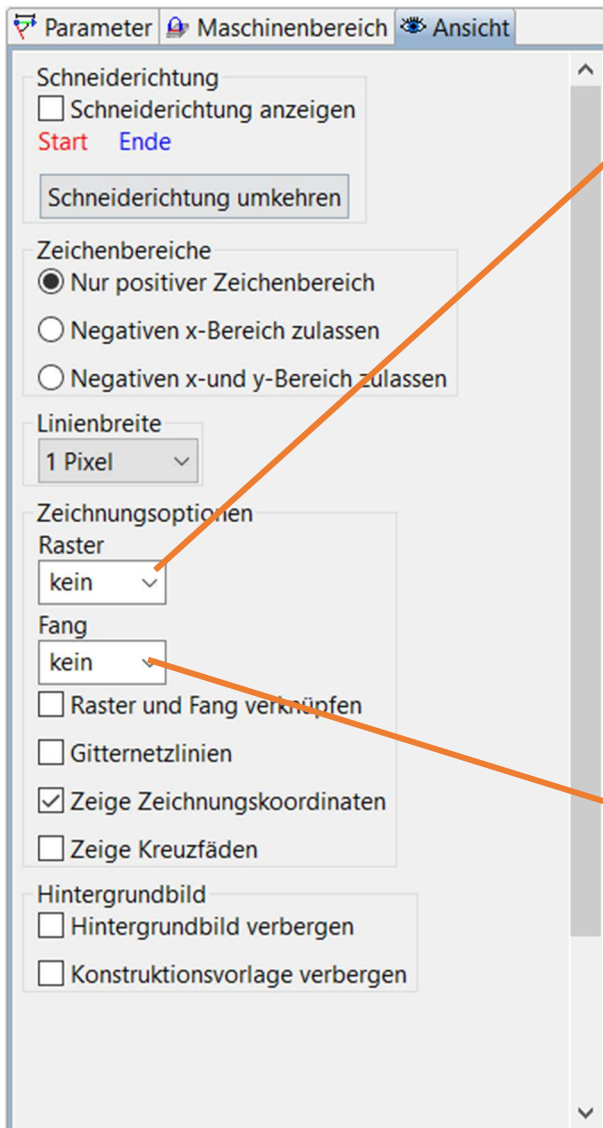 Parameter Maschinenbereich Ansicht
Schneiderichtung
Schneiderichtung anzeigen
Start Ende
Schneiderichtung umkehren
Zeichenbereiche
Nur positiver Zeichenbereich
Negativen x-Bereich zulassen
Negativen x-und y-Bereich zulassen
Linienbreite
1 Pixel
Zeichnungsoptionen
Raster
kein
Fang
kein
Raster und Fang verknüpfen
Gitternetzlinien
Zeige Zeichnungskoordinaten
Zeige Kreuzfäden
Hintergrundbild
Hintergrundbild verbergen
Konstruktionsvorlage verbergen